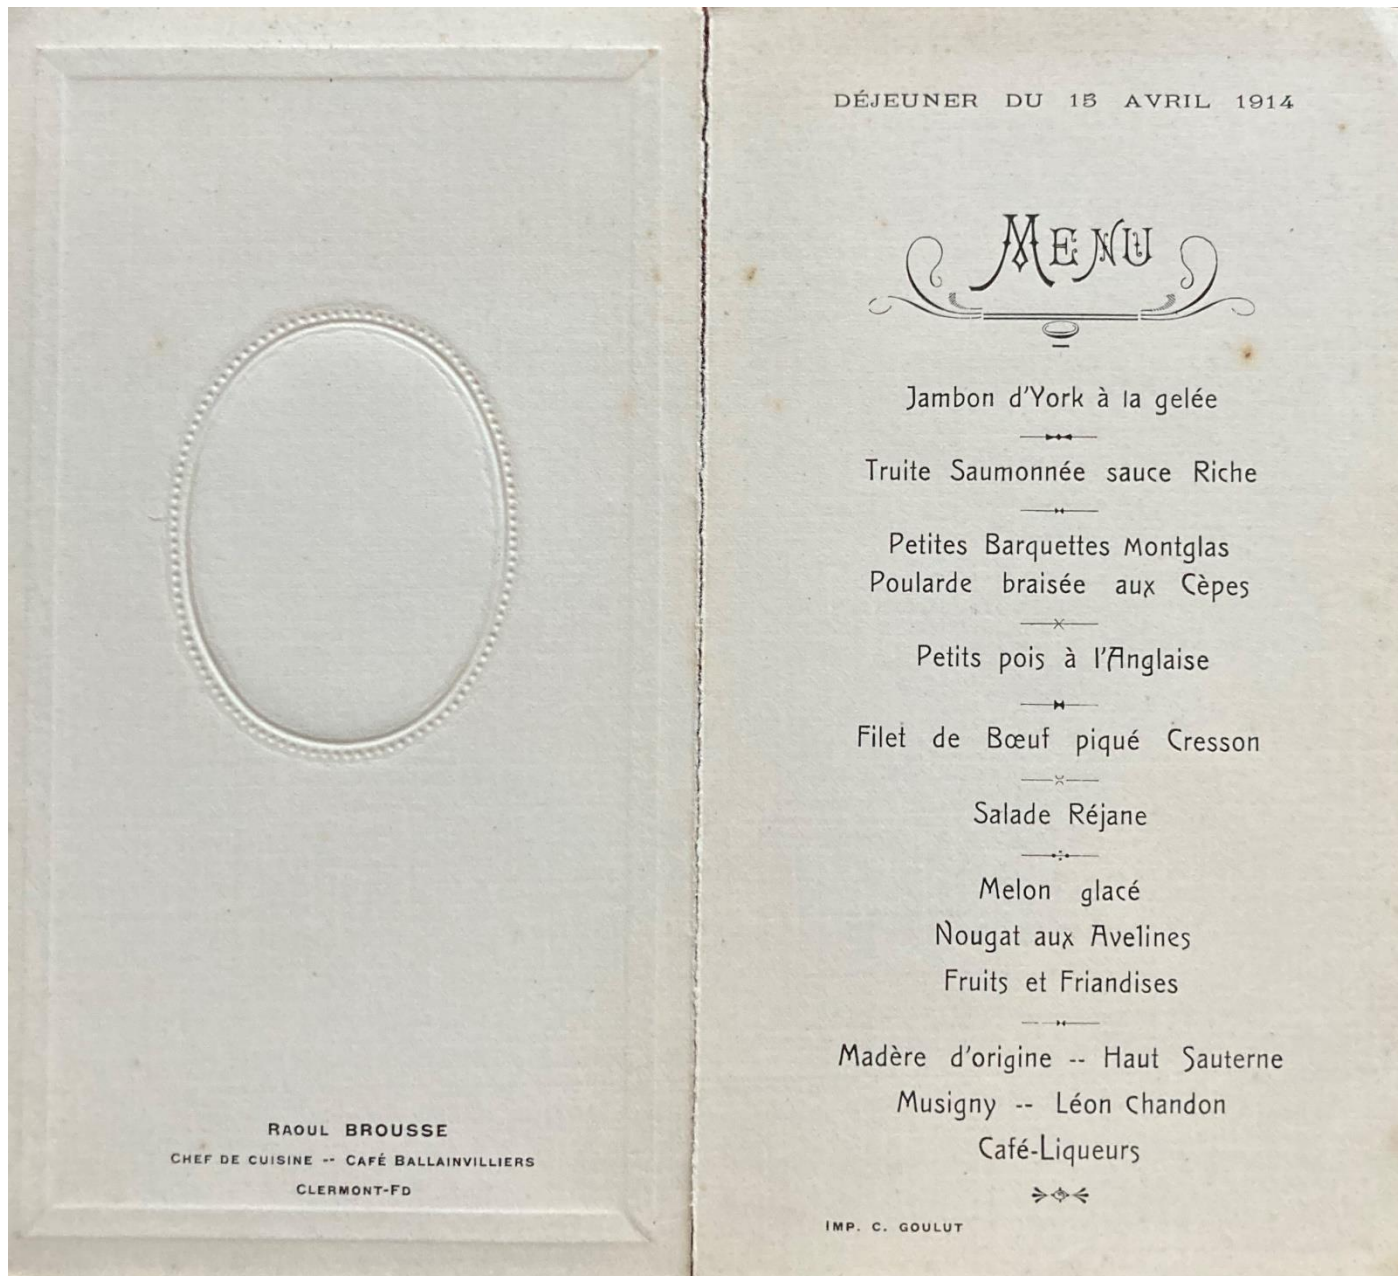 RAOUL BROUSSE
CHEF DE CUISINE -- CAFÉ BALLAINVILLIERS
CLERMONT-FD
DÉJEUNER DU 15 AVRIL 1914
MENU
Jambon d'York à la gelée
Truite Saumonnée sauce Riche
Petites Barquettes Montglas
Poularde braisée aux Cèpes
Petits pois à l'Anglaise
Filet de Bœuf piqué Cresson
Salade Réjane
Melon glacé
Nougat aux Avelines
Fruits et Friandises
Madère d'origine -- Haut Sauterne
Musigny -- Léon Chandon
Café-Liqueurs
IMP. C. GOULUT